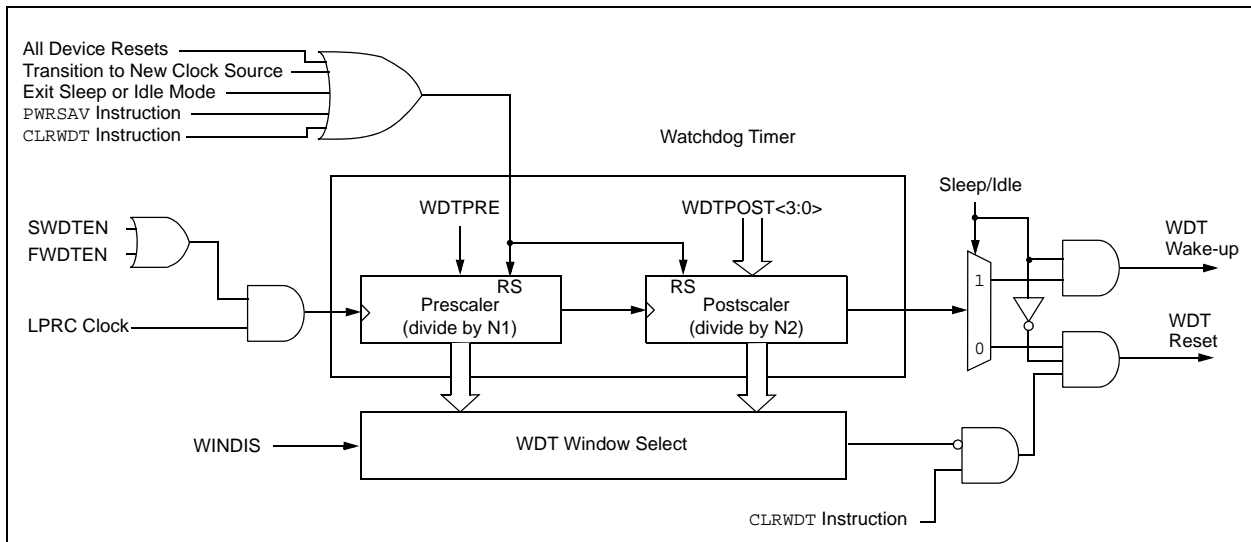 All Device Resets
Transition to New Clock Source
Exit Sleep or Idle Mode
PWRSAV Instruction
CLRWDT Instruction
Watchdog Timer
Sleep/Idle
WDTPRE
WDTPOST<3:0>
SWDTEN
FWDTEN
WDT
Wake-up
RS
Prescaler
(divide by N1)
RS
Postscaler
(divide by N2)
1
0
LPRC Clock
WDT
Reset
WINDIS
WDT Window Select
CLRWDT Instruction